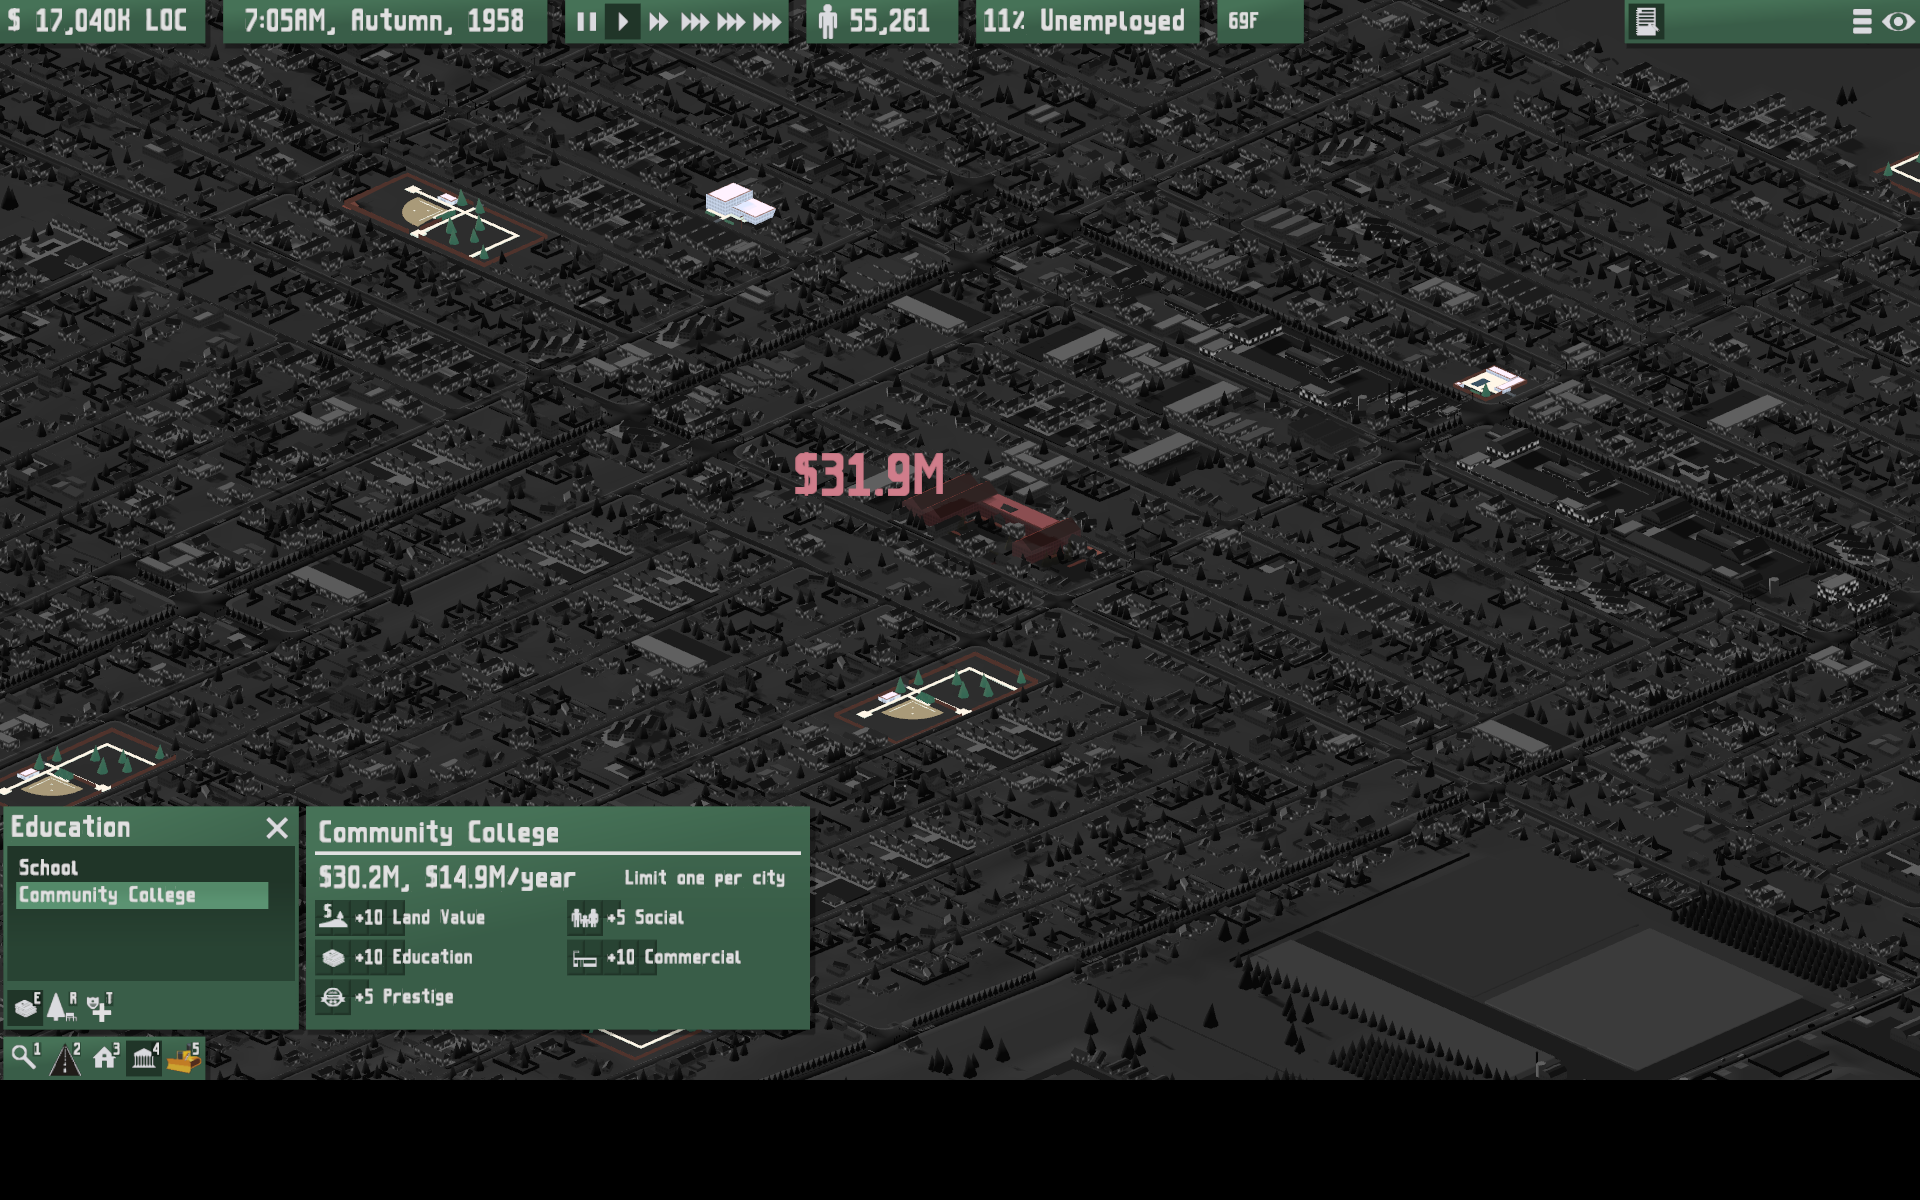 $ 17,040K LOC
7:05AM, Autumn, 1958
55,261
11% Unemployed
69F
$31.9M
Education
School
Community College
E R T
1 2 3 4 5
Community College
$30.2M, $14.9M/year
Limit one per city
+10 Land Value
+5 Social
+10 Education
+10 Commercial
+5 Prestige